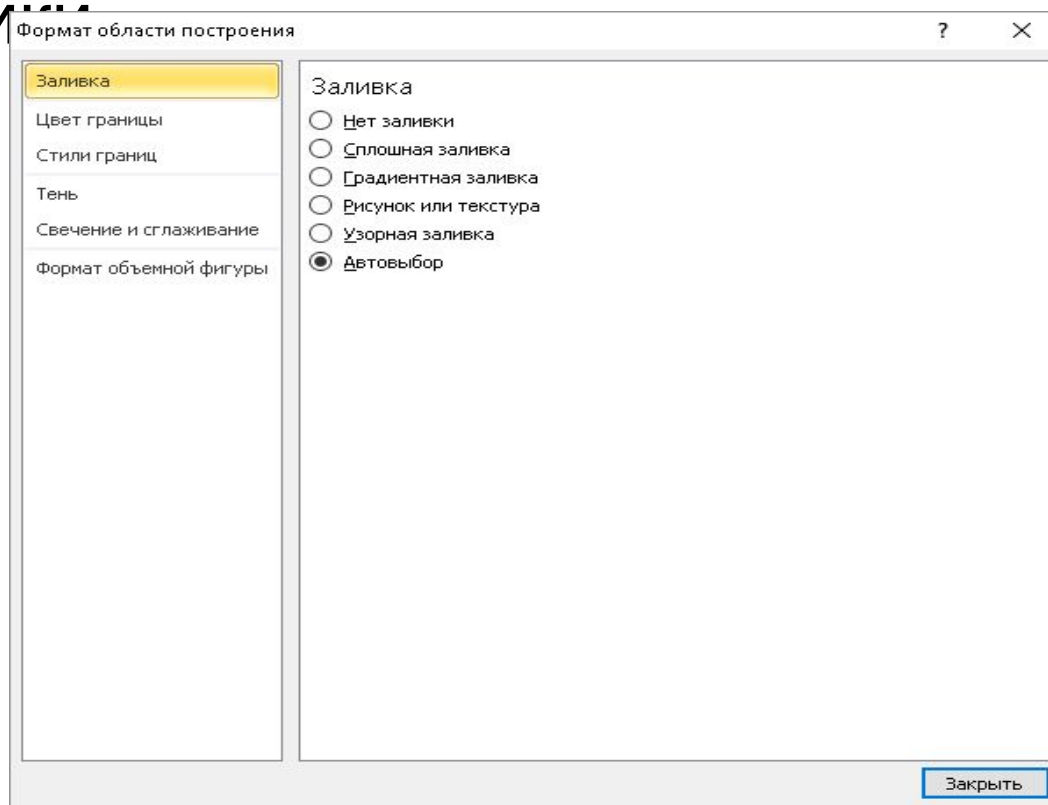 Формат области построения
?
Заливка
Цвет границы
Стили границ
Тень
Свечение и сглаживание
Формат объемной фигуры
Заливка
Нет заливки
Сплошная заливка
Градиентная заливка
Рисунок или текстура
Узорная заливка
Автовыбор
Закрыть